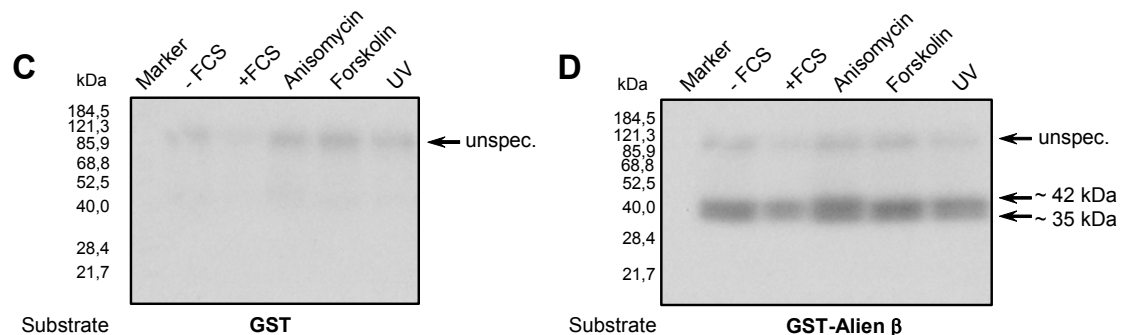 C
kDa
Marker
- FCS
+FCS
Anisomycin
Forskolin
UV
184,5
121,3
85,9
68,8
52,5
40,0
28,4
21,7
unspec.
Substrate GST
D
kDa
Marker
- FCS
+FCS
Anisomycin
Forskolin
UV
184,5
121,3
85,9
68,8
52,5
40,0
28,4
21,7
unspec.
~ 42 kDa
~ 35 kDa
Substrate GST-Alien β